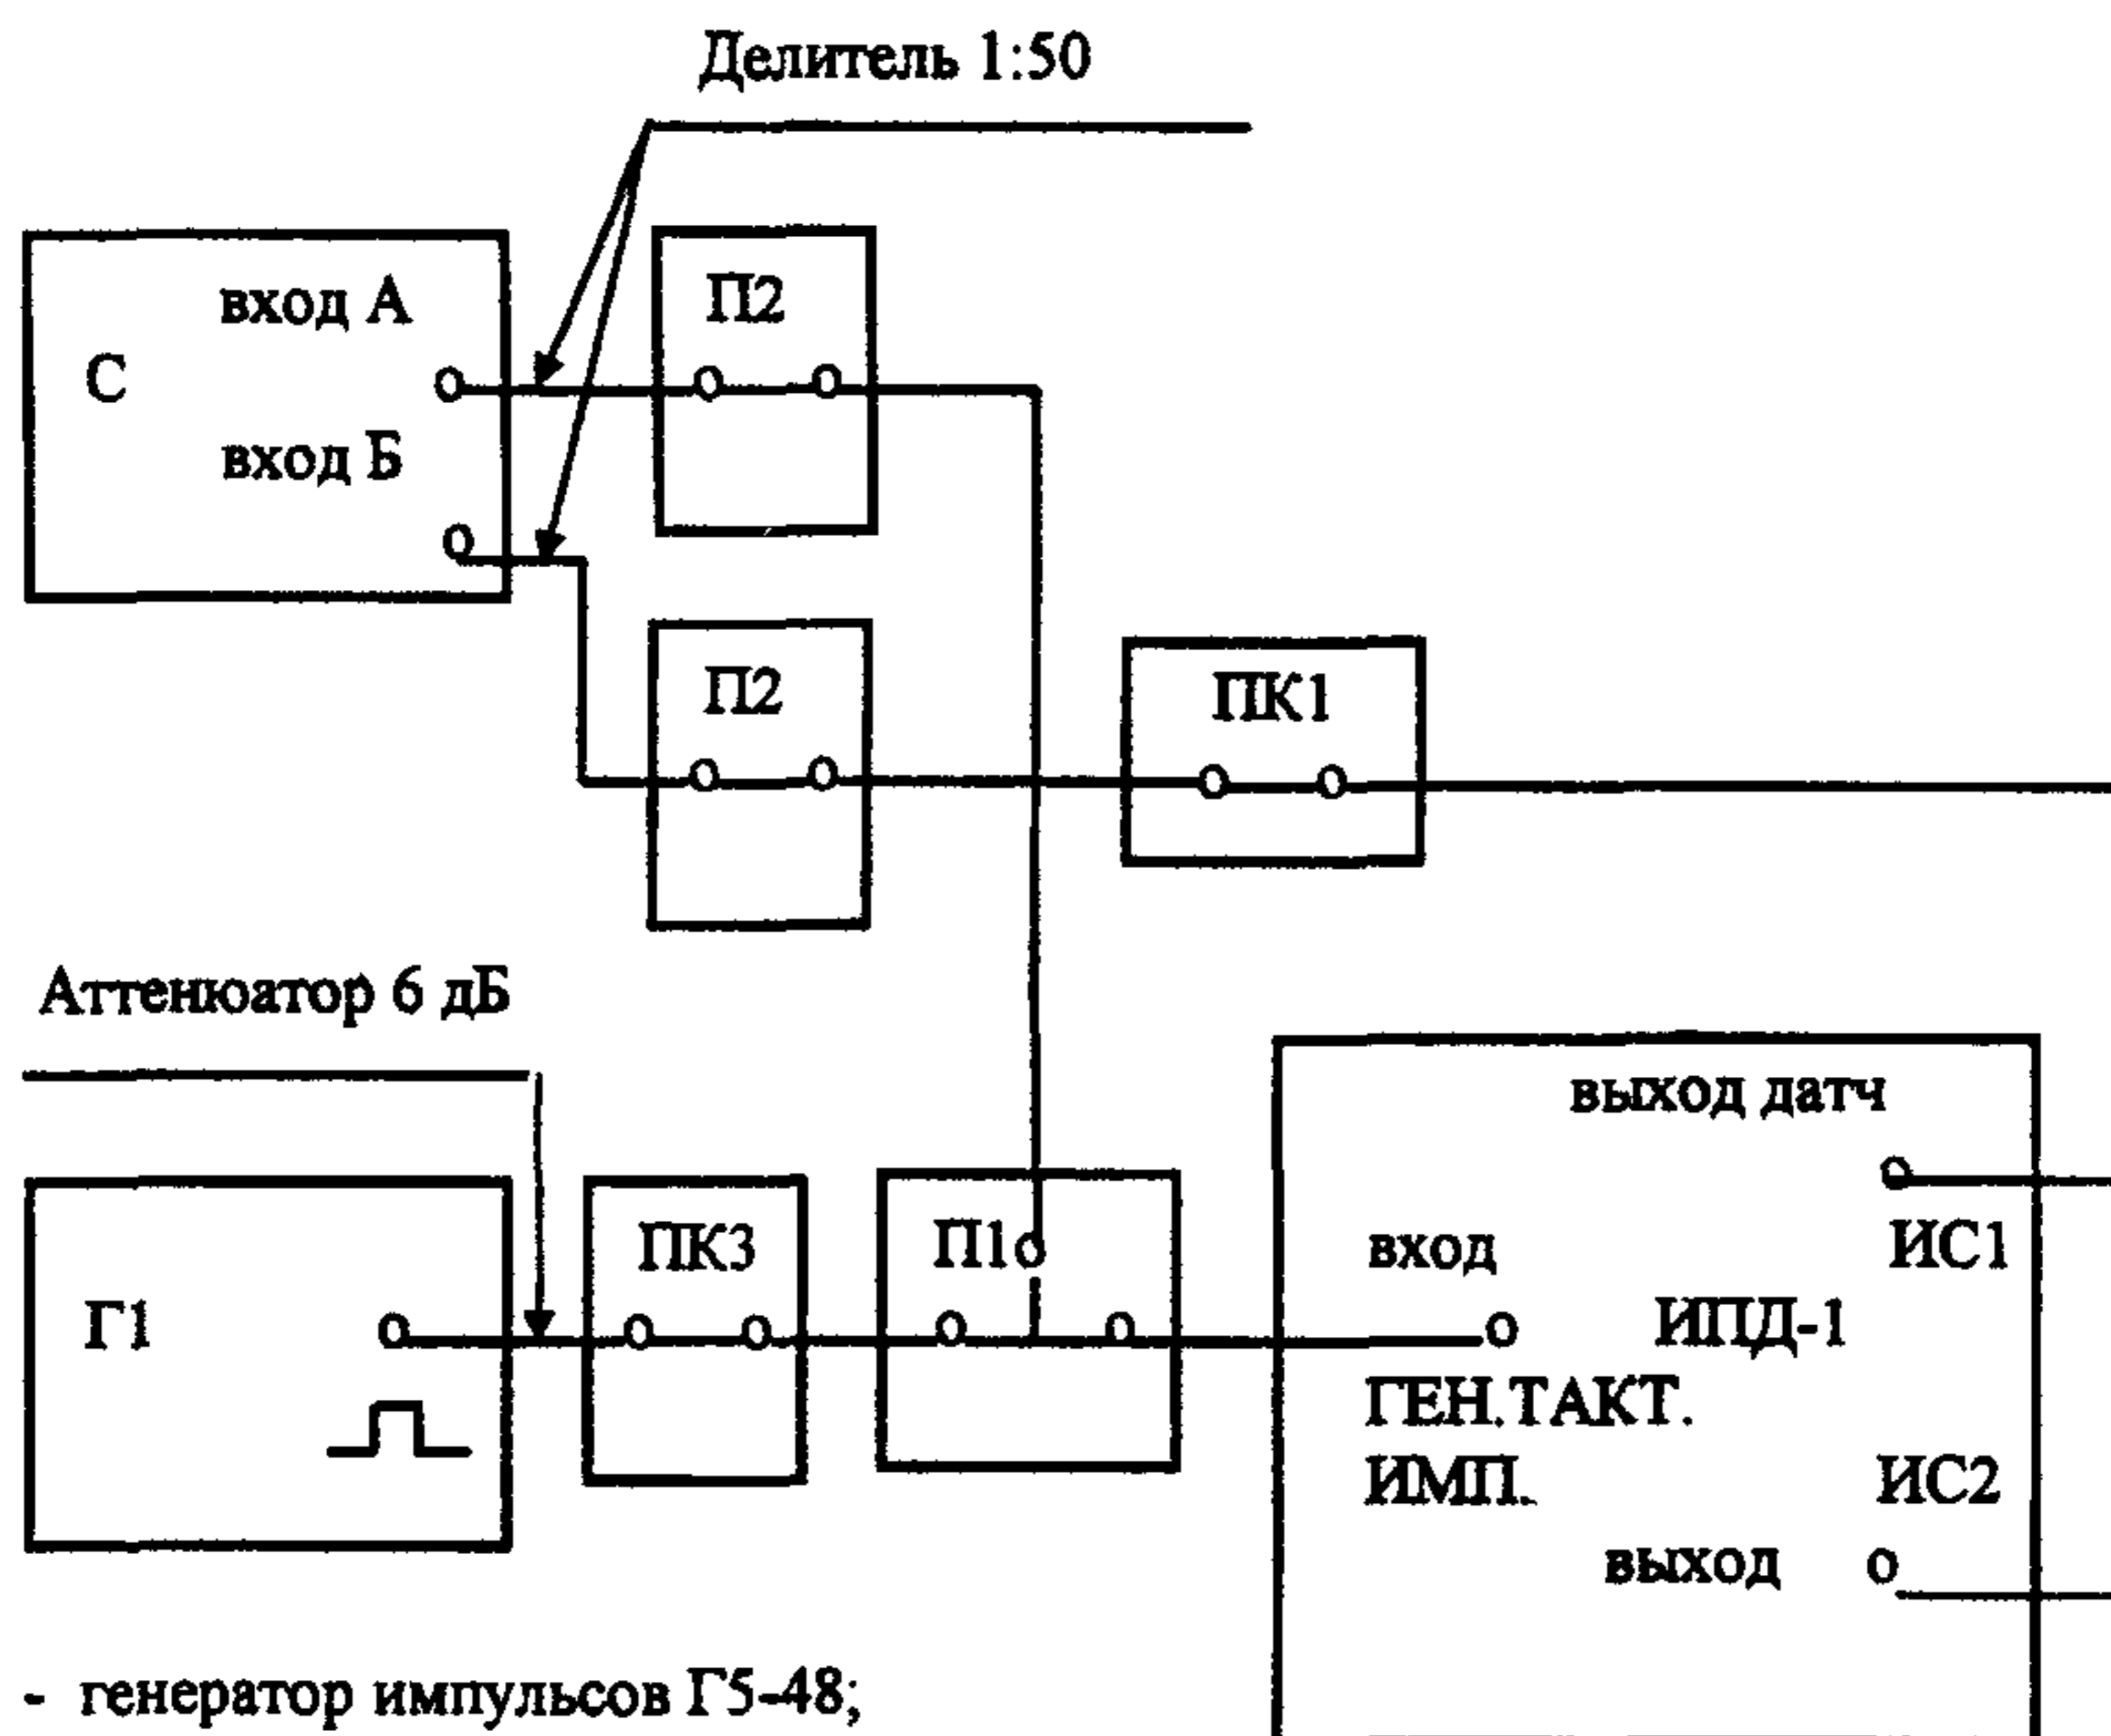 Делитель 1:50
вход А
П2
С
вход Б
П2
ПК1
Аттенюатор 6 дБ
выход датч
ПК3
П1
вход
ИС1
Г1
ИПД-1
ГЕН.ТАКТ.
ИМП.
ИС2
выход
- генератор импульсов Г5-48;